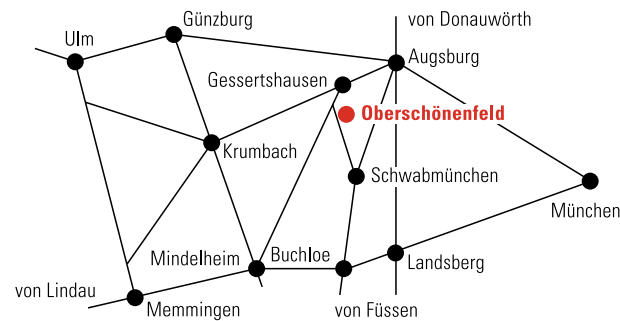 Günzburg
von Donauwörth
Ulm
Augsburg
Gessertshausen
Oberschönenfeld
Krumbach
Schwabmünchen
München
Mindelheim
Buchloe
Landsberg
von Lindau
Memmingen
von Füssen